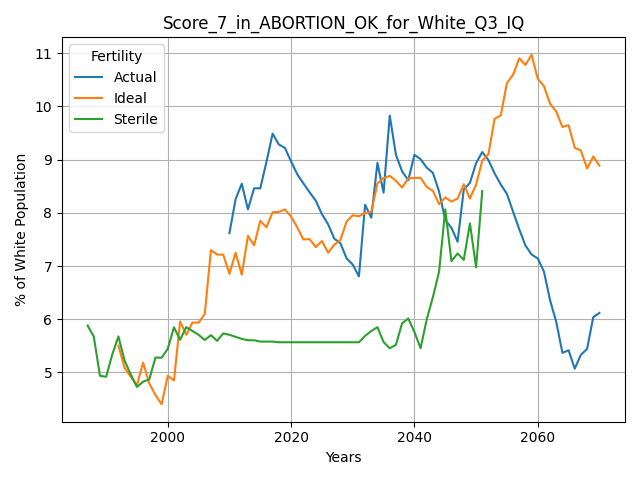 Score_7_in_ABORTION_OK_for_White_Q3_IQ
Fertility
Actual
Ideal
Sterile
% of White Population
11
10
9
8
7
6
5
2000 2020 2040 2060
Years